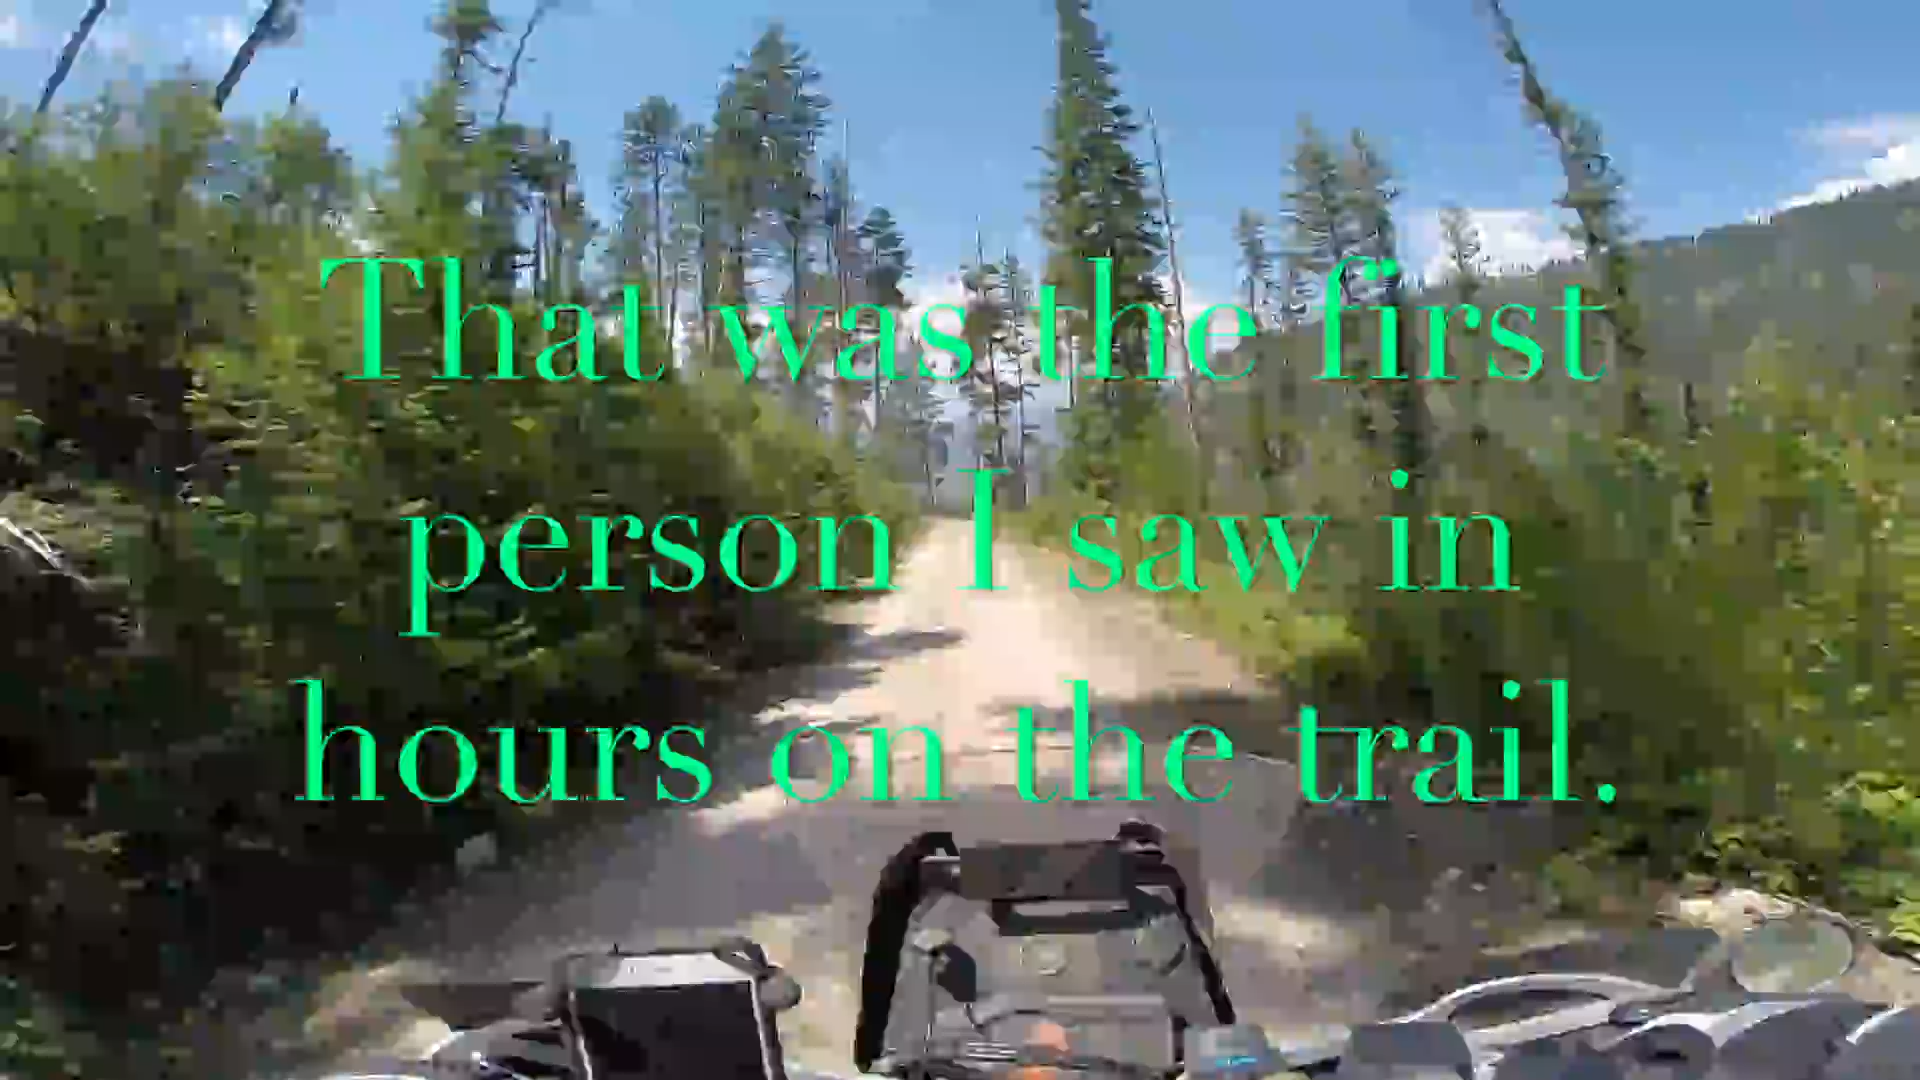 That was the first
person I saw in
hours on the trail.